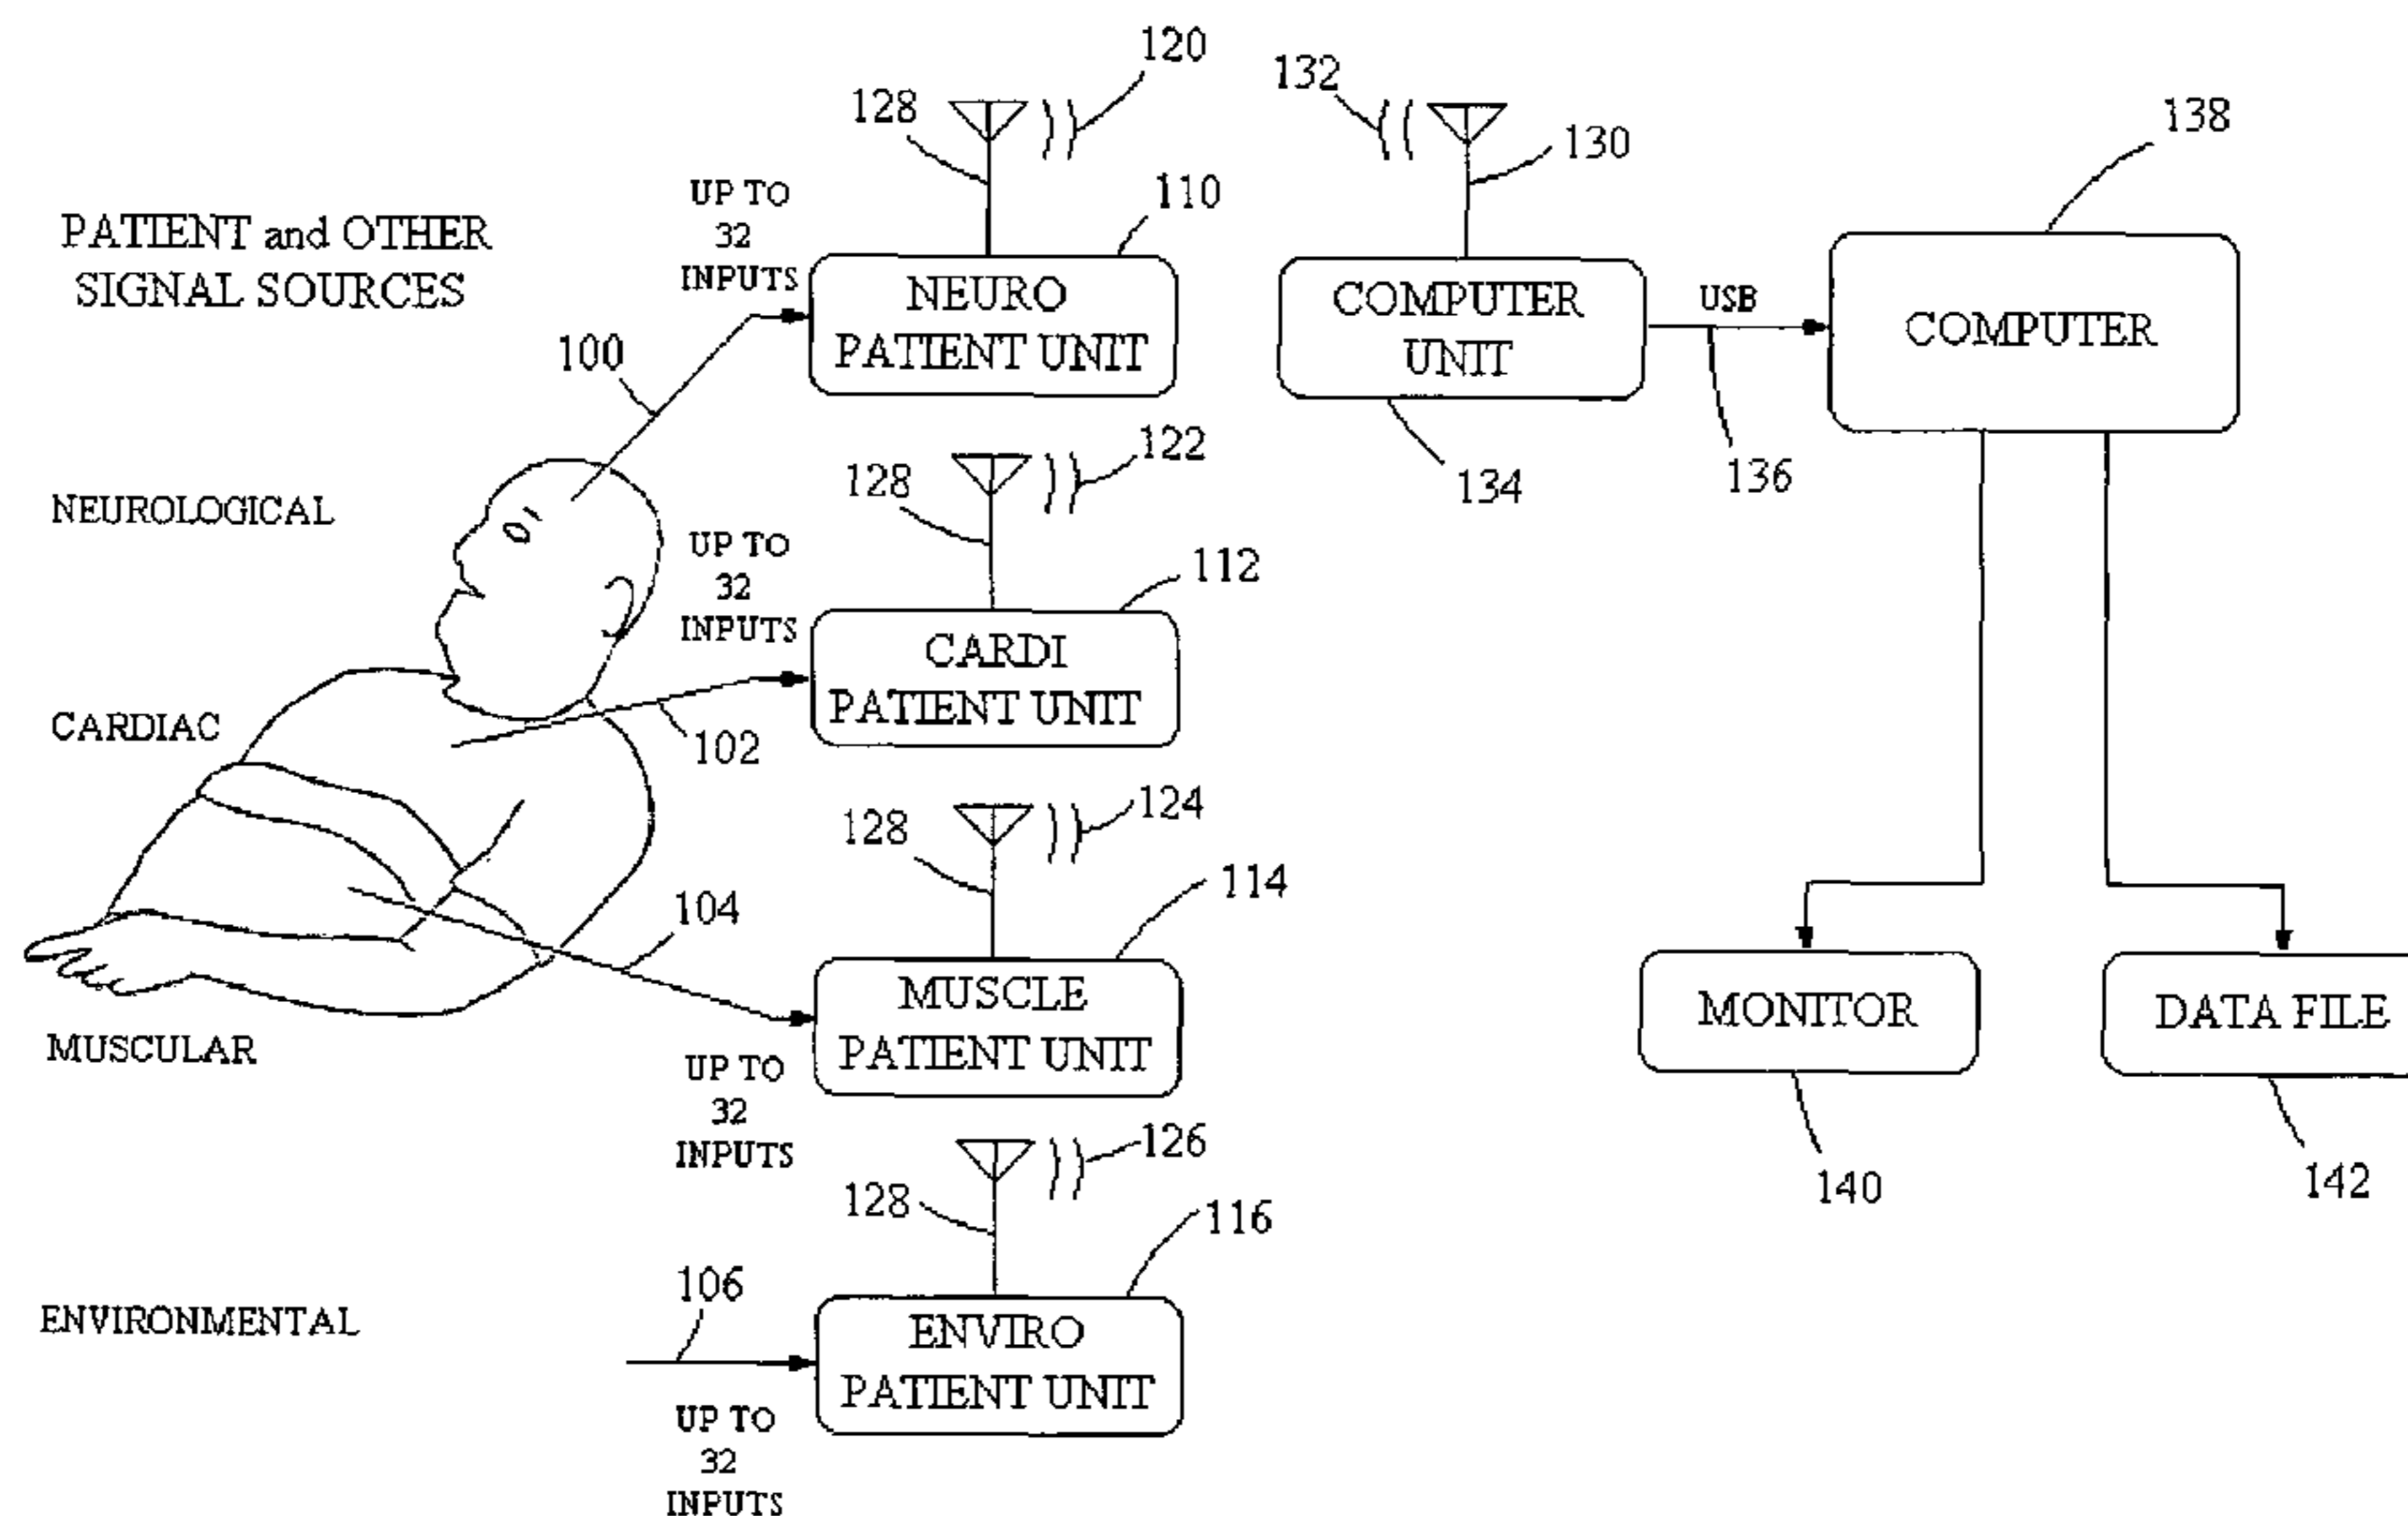 120
132
128
138
130
UP TO
32
INPUTS
110
PATIENT and OTHER
SIGNAL SOURCES
NEURO
PATIENT UNIT
COMPUTER
UNIT
USB
COMPUTER
100
134
136
122
128
NEUROLOGICAL
UP TO
32
INPUTS
112
CARDI
PATIENT UNIT
CARDIAC
102
124
128
114
104
MUSCLE
PATIENT UNIT
MONITOR
DATA FILE
MUSCULAR
UP TO
32
INPUTS
126
140
142
128
116
106
ENVIRONMENTAL
ENVIRO
PATIENT UNIT
UP TO
32
INPUTS